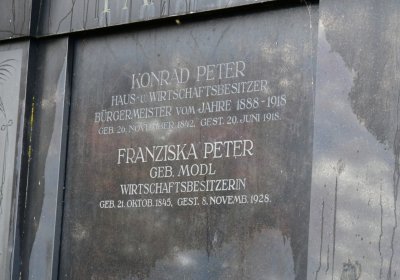 KONRAD PETER
HAUS- U. WIRTSCHAFTSBESITZER
BÜRGERMEISTER VOM JAHRE 1888-1918
GEB. 26. NOVEMBER 1842, GEST. 20. JUNI 1918.
FRANZISKA PETER
GEB. MODL
WIRTSCHAFTSBESITZERIN
GEB. 21. OKTOB. 1845, GEST. 8. NOVEMB. 1928.